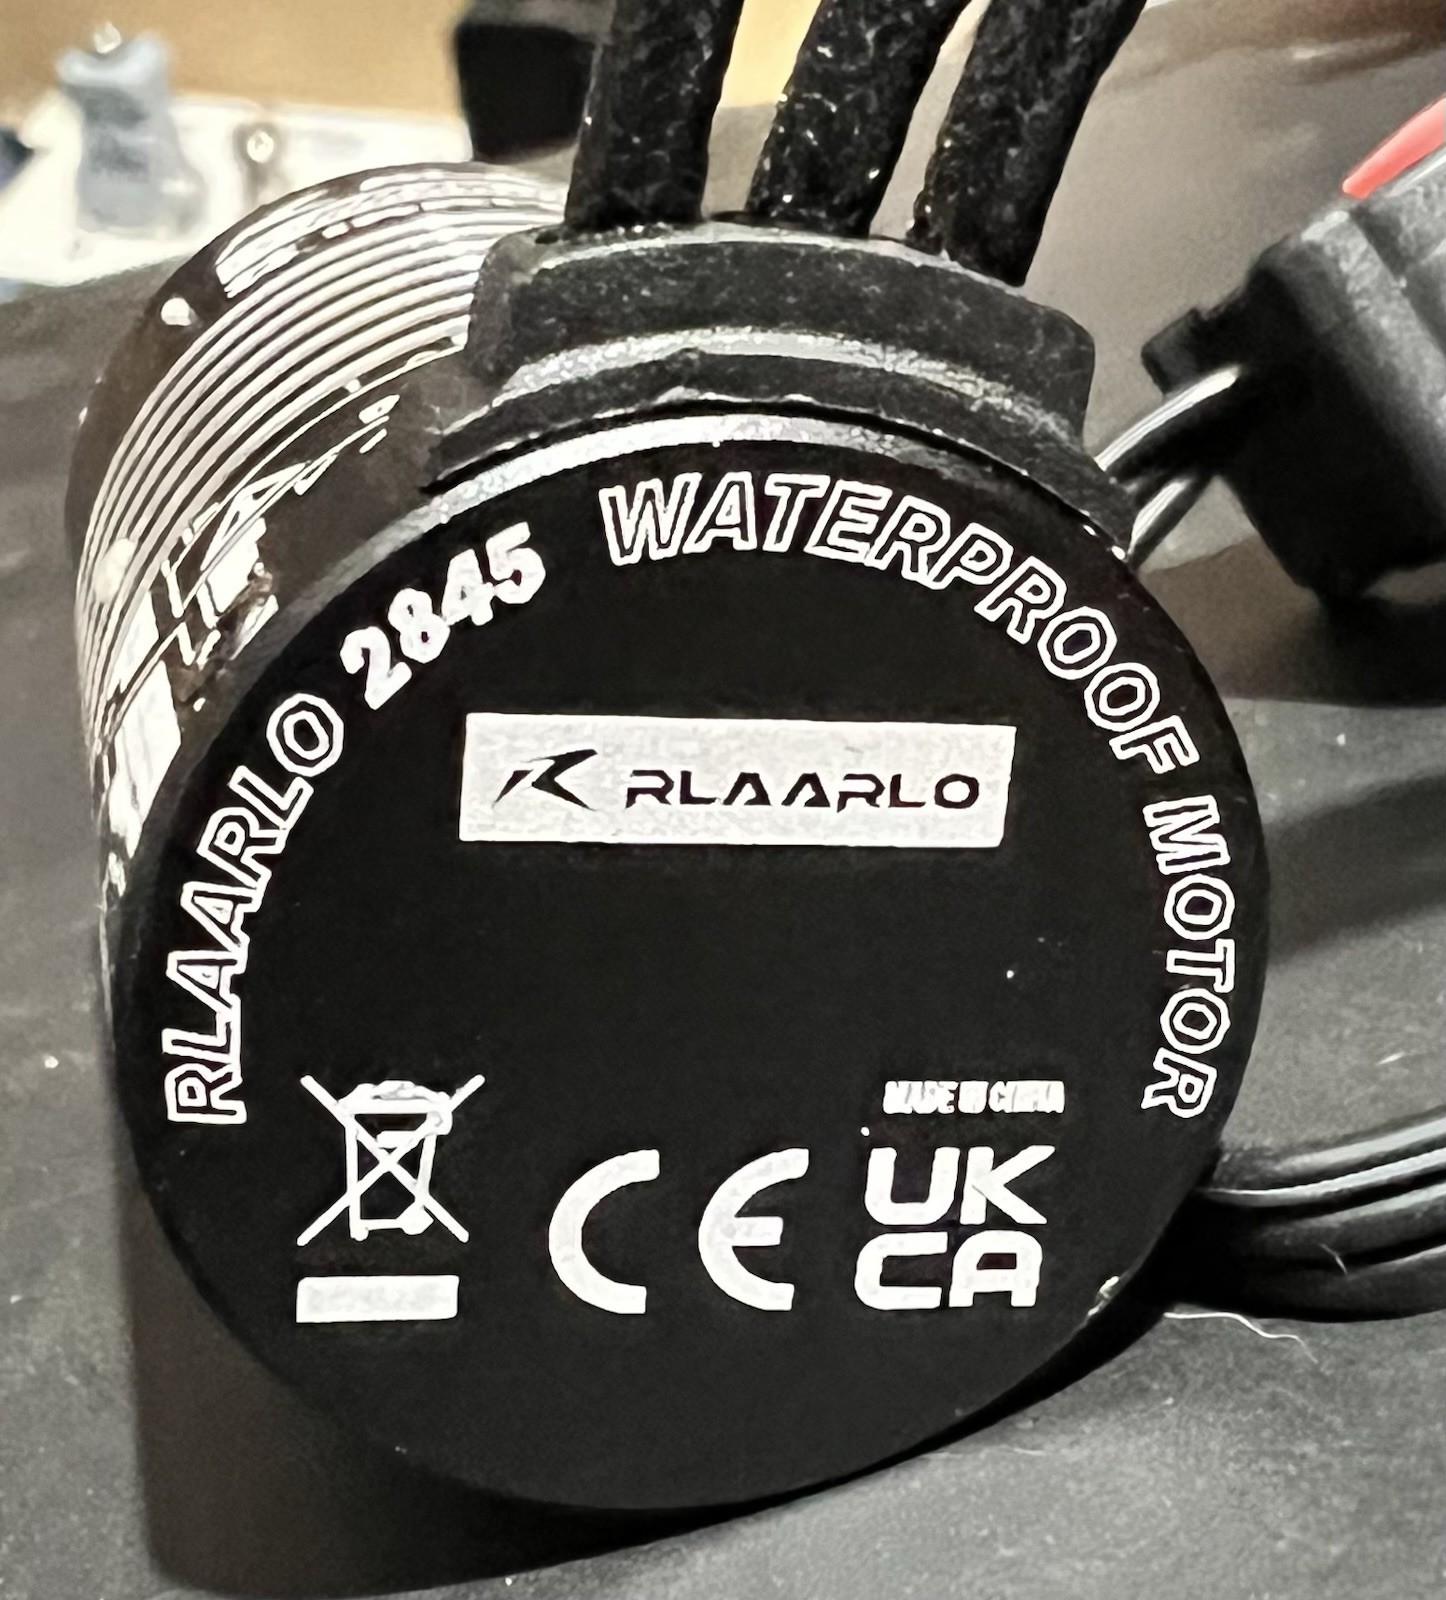 RLAARLO 2845 WATERPROOF MOTOR
RLAARLO
MADE IN CHINA
CE
UK
CA